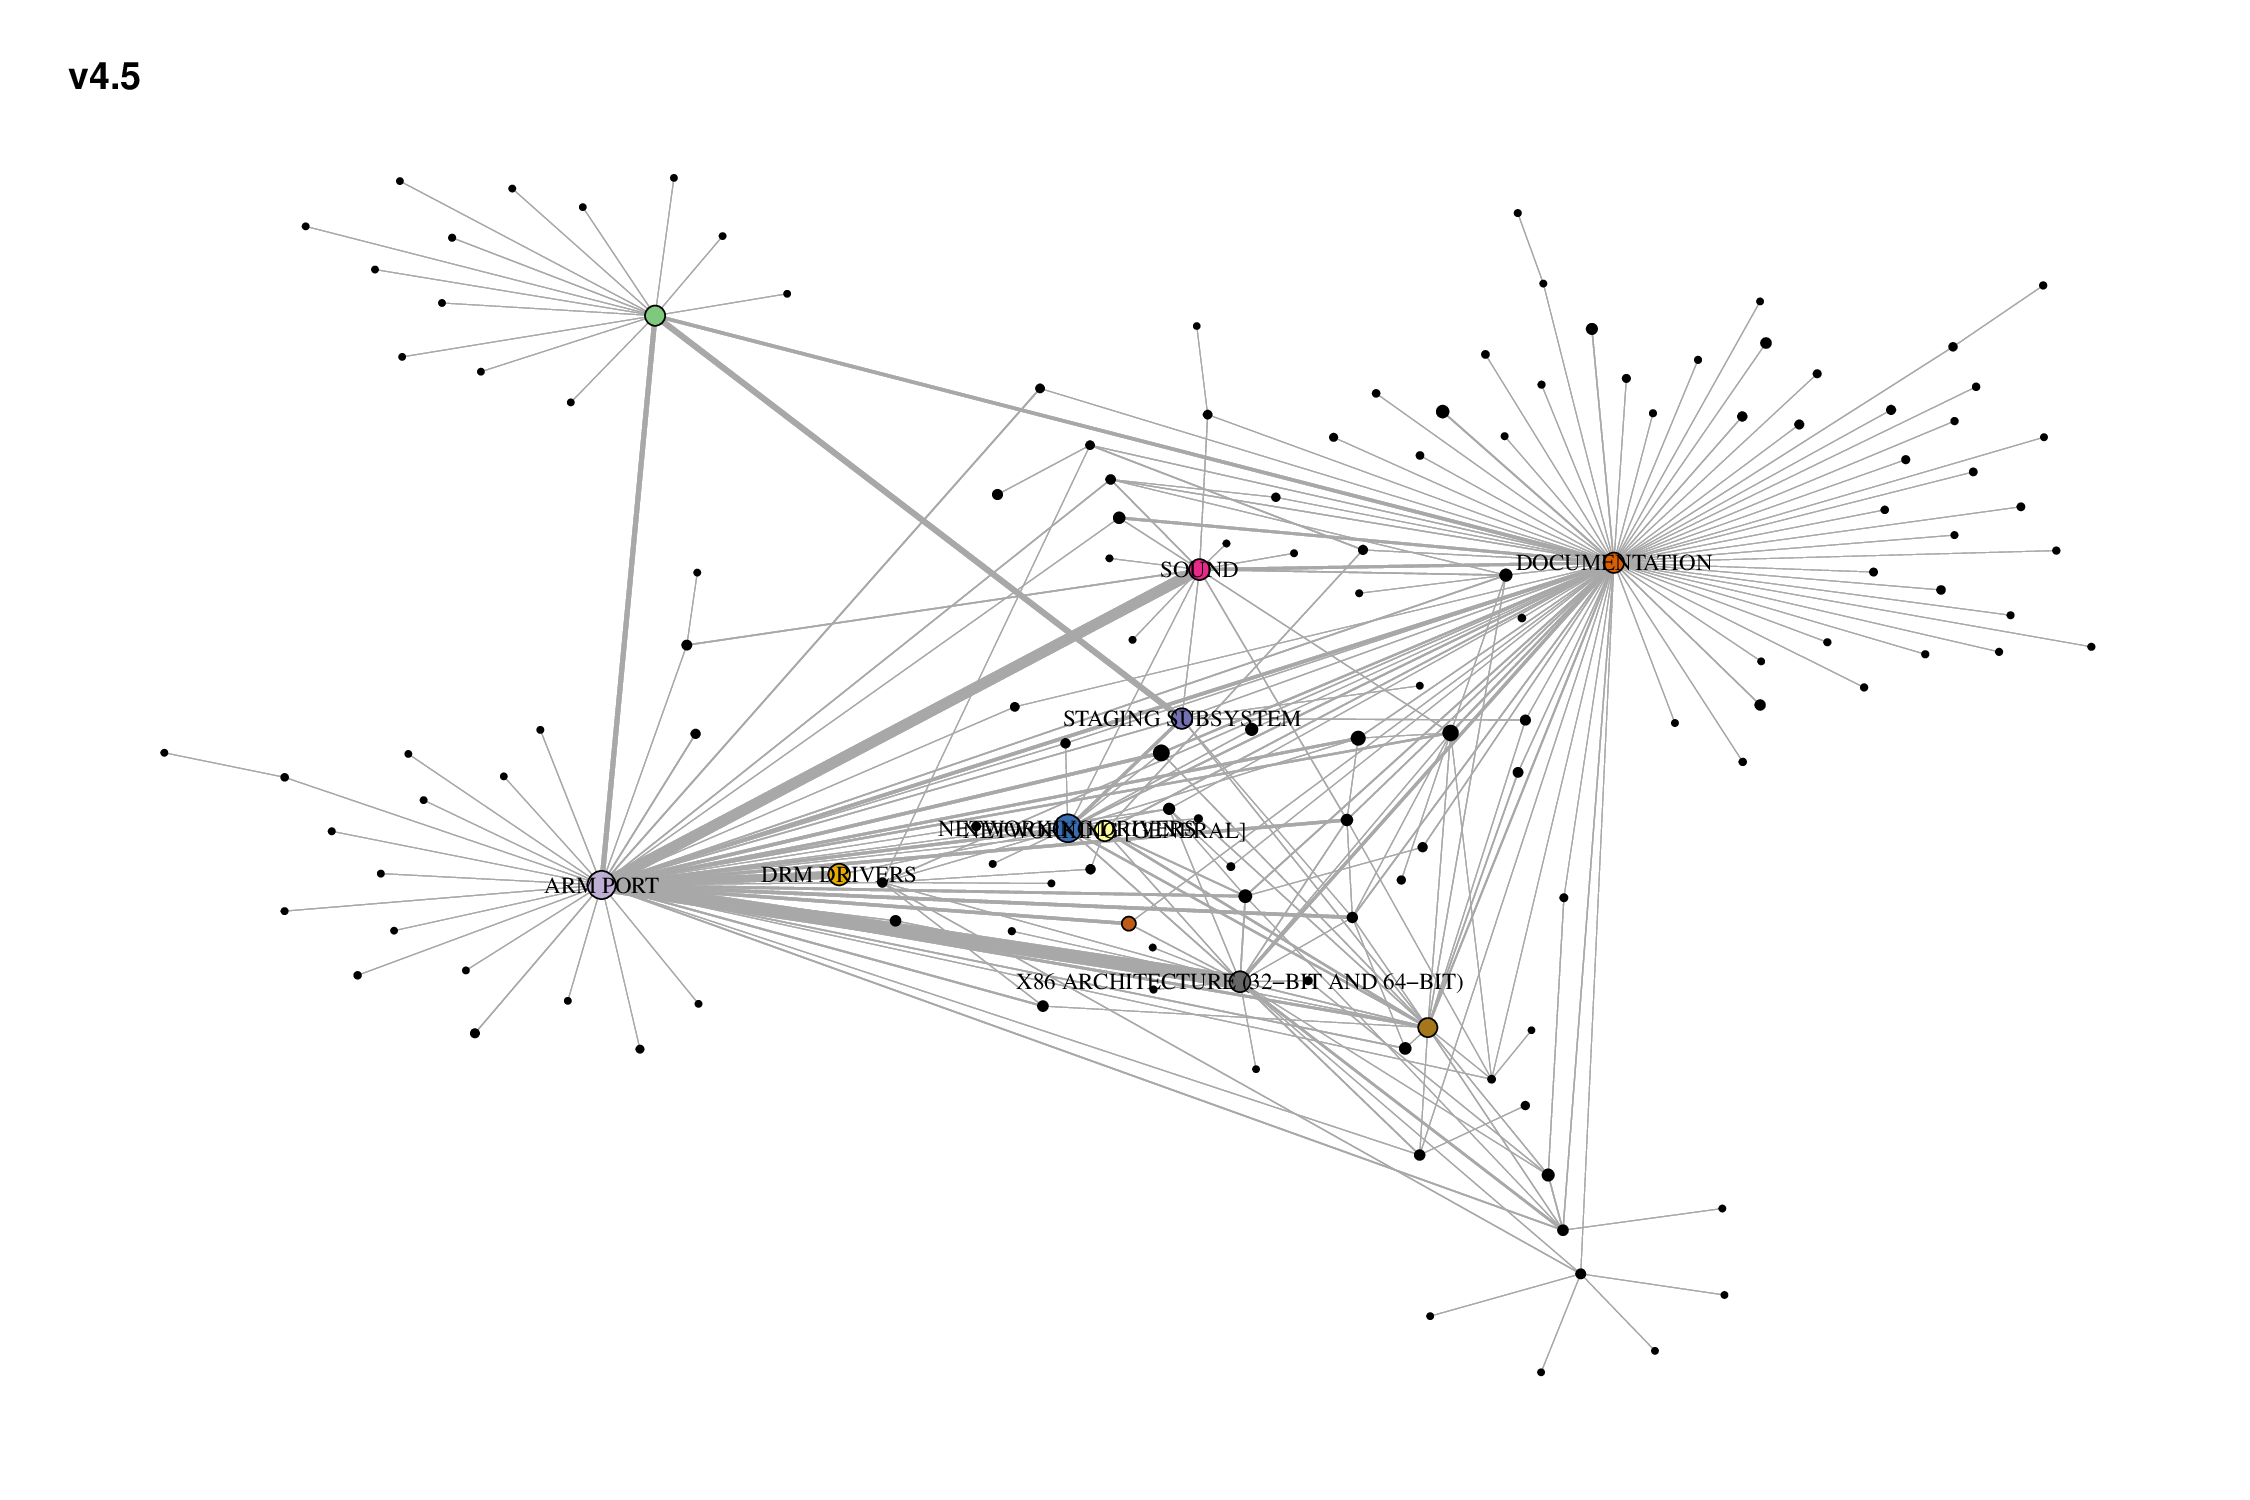 v4.5
DOCUMENTATION
SOUND
STAGING SUBSYSTEM
NETWORKING DRIVERS
NETWORKING [GENERAL]
DRM DRIVERS
ARM PORT
X86 ARCHITECTURE (32−BIT AND 64−BIT)